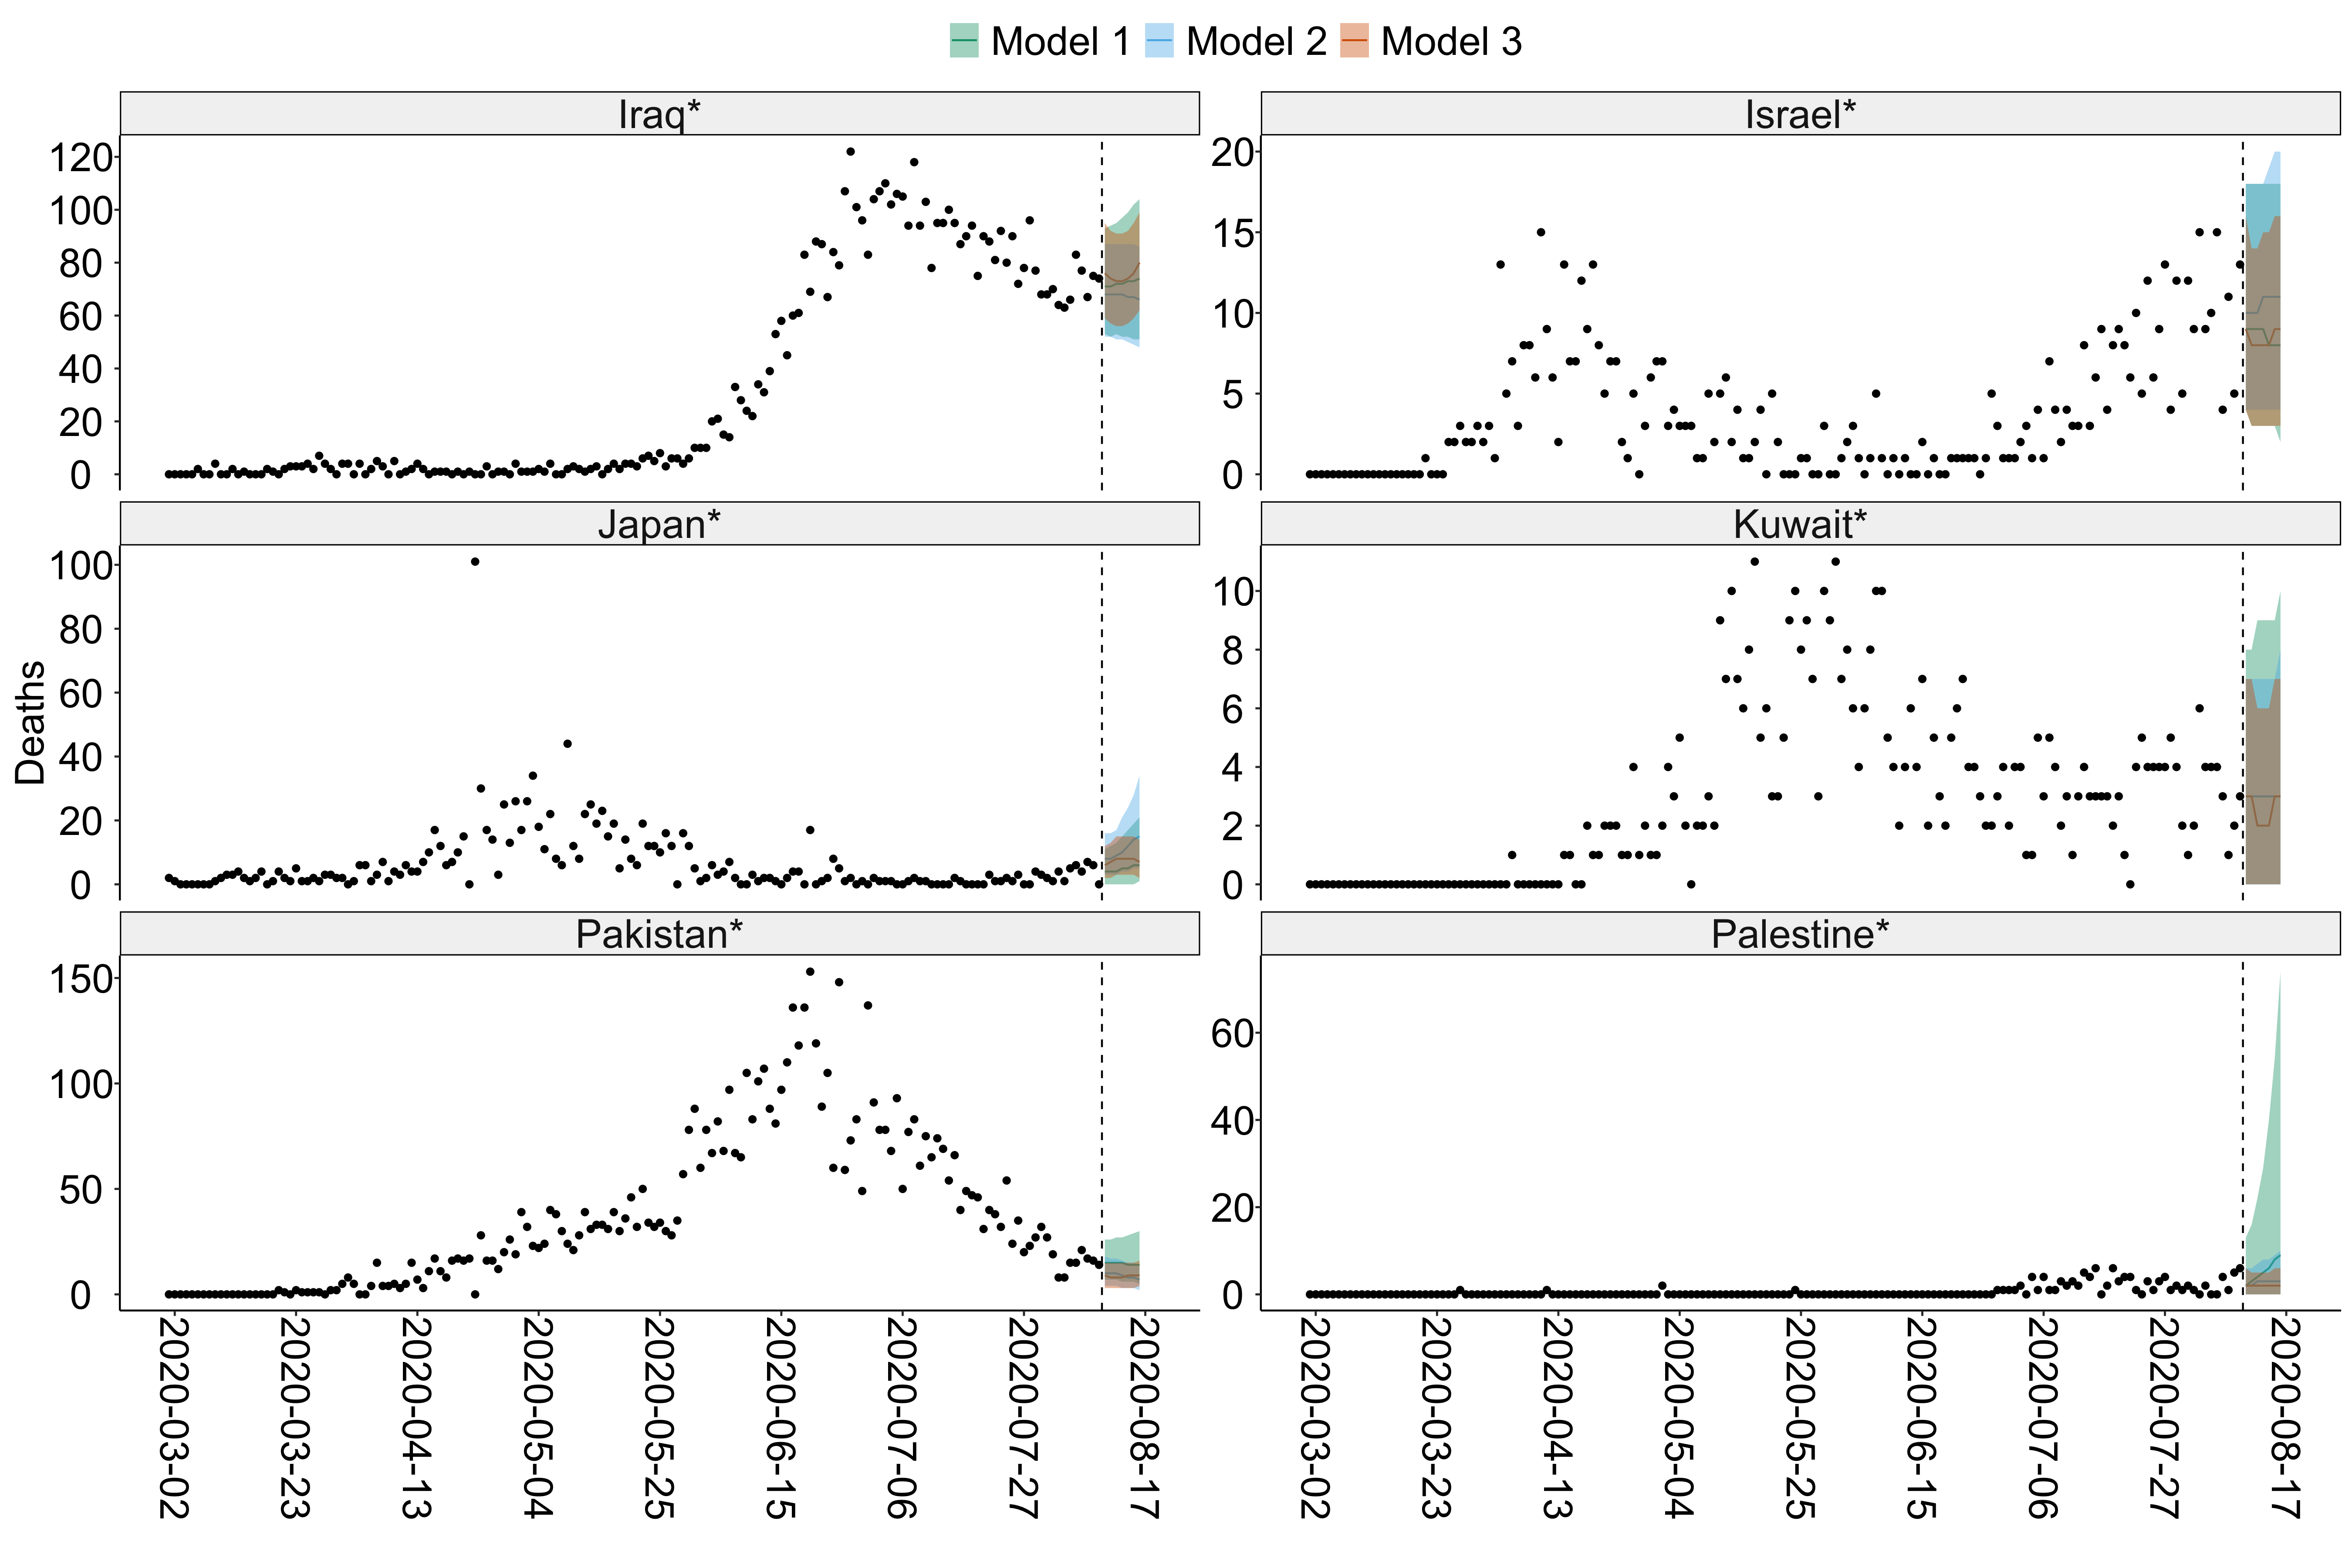 Model 1 Model 2 Model 3
Iraq* Israel*
120 100 80 60 40 20 0
20 15 10 5 0
Japan* Kuwait*
100 80 60 40 20 0
10 8 6 4 2 0
Deaths
Pakistan* Palestine*
150 100 50 0
60 40 20 0
2020-03-02 2020-03-23 2020-04-13 2020-05-04 2020-05-25 2020-06-15 2020-07-06 2020-07-27 2020-08-17
2020-03-02 2020-03-23 2020-04-13 2020-05-04 2020-05-25 2020-06-15 2020-07-06 2020-07-27 2020-08-17